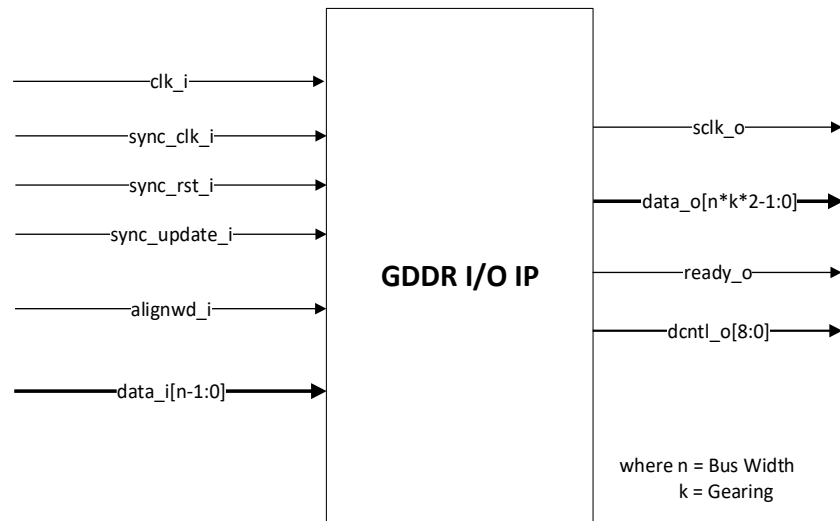 clk_i
sync_clk_i
sync_rst_i
sync_update_i
alignwd_i
data_i[n-1:0]
GDDR I/O IP
sclk_o
data_o[n*k*2-1:0]
ready_o
dcntl_o[8:0]
where n = Bus Width
k = Gearing